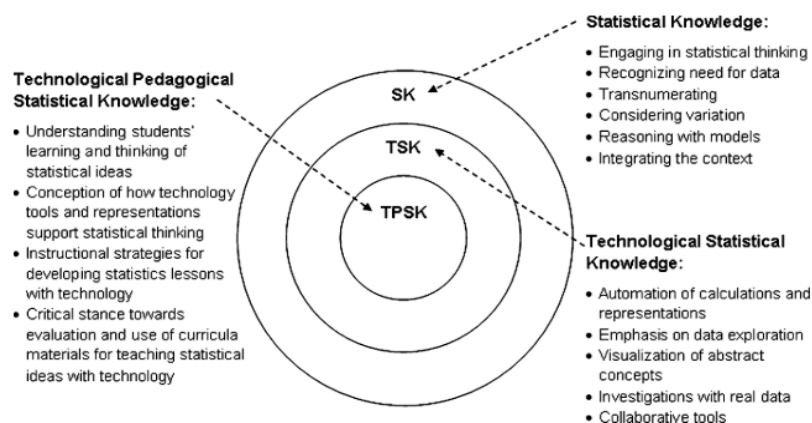 Statistical Knowledge:
• Engaging in statistical thinking
• Recognizing need for data
• Transnumerating
• Considering variation
• Reasoning with models
• Integrating the context
Technological Pedagogical
Statistical Knowledge:
• Understanding students'
learning and thinking of
statistical ideas
• Conception of how technology
tools and representations
support statistical thinking
• Instructional strategies for
developing statistics lessons
with technology
• Critical stance towards
evaluation and use of curricula
materials for teaching statistical
ideas with technology
SK
TSK
TPSK
Technological Statistical
Knowledge:
• Automation of calculations and
representations
• Emphasis on data exploration
• Visualization of abstract
concepts
• Investigations with real data
• Collaborative tools